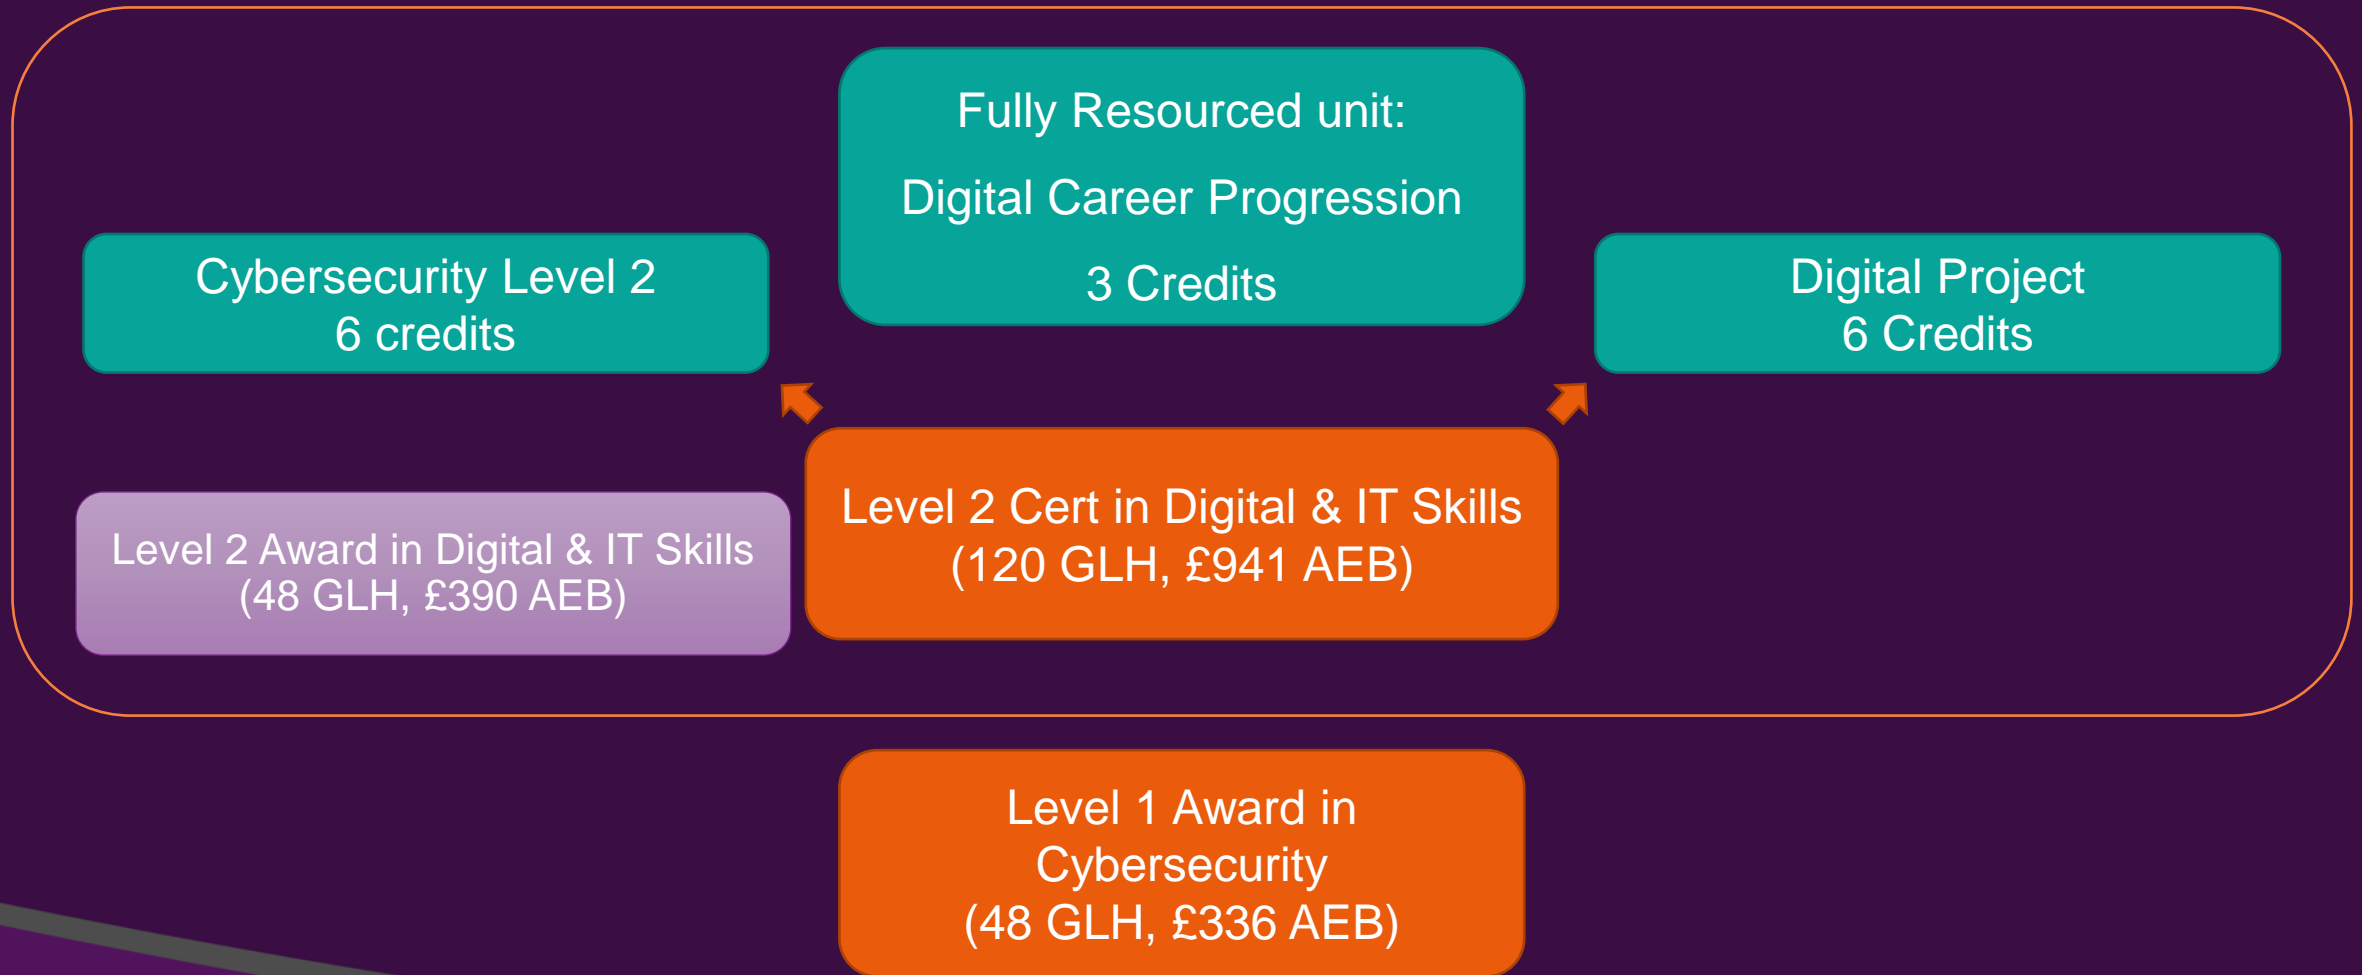 Fully Resourced unit:
Digital Career Progression
3 Credits
Cybersecurity Level 2
6 credits
Digital Project
6 Credits
Level 2 Award in Digital & IT Skills
(48 GLH, £390 AEB)
Level 2 Cert in Digital & IT Skills
(120 GLH, £941 AEB)
Level 1 Award in
Cybersecurity
(48 GLH, £336 AEB)